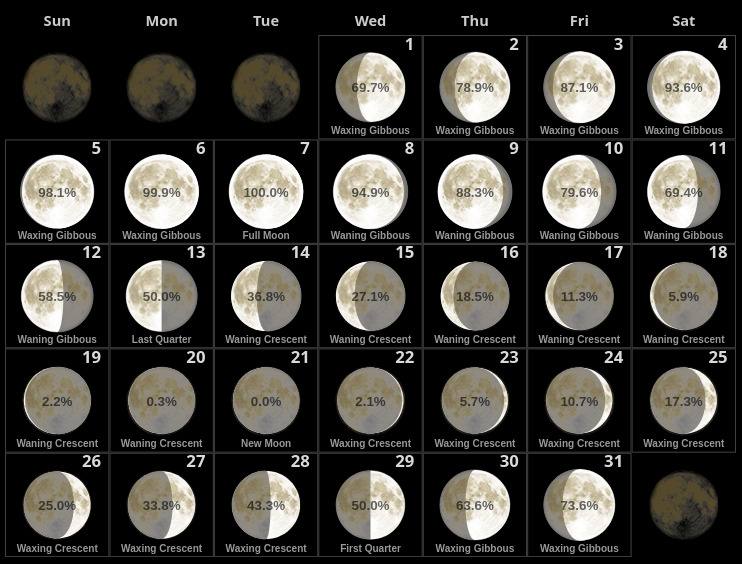 Sun Mon Tue Wed Thu Fri Sat
1 2 3 4
69.7% 78.9% 87.1% 93.6%
Waxing Gibbous Waxing Gibbous Waxing Gibbous Waxing Gibbous
5 6 7 8 9 10 11
98.1% 99.9% 100.0% 94.9% 88.3% 79.6% 69.4%
Waxing Gibbous Waxing Gibbous Full Moon Waning Gibbous Waning Gibbous Waning Gibbous Waning Gibbous
12 13 14 15 16 17 18
58.5% 50.0% 36.8% 27.1% 18.5% 11.3% 5.9%
Waning Gibbous Last Quarter Waning Crescent Waning Crescent Waning Crescent Waning Crescent Waning Crescent
19 20 21 22 23 24 25
2.2% 0.3% 0.0% 2.1% 5.7% 10.7% 17.3%
Waning Crescent Waning Crescent New Moon Waxing Crescent Waxing Crescent Waxing Crescent Waxing Crescent
26 27 28 29 30 31
25.0% 33.8% 43.3% 50.0% 63.6% 73.6%
Waxing Crescent Waxing Crescent Waxing Crescent First Quarter Waxing Gibbous Waxing Gibbous